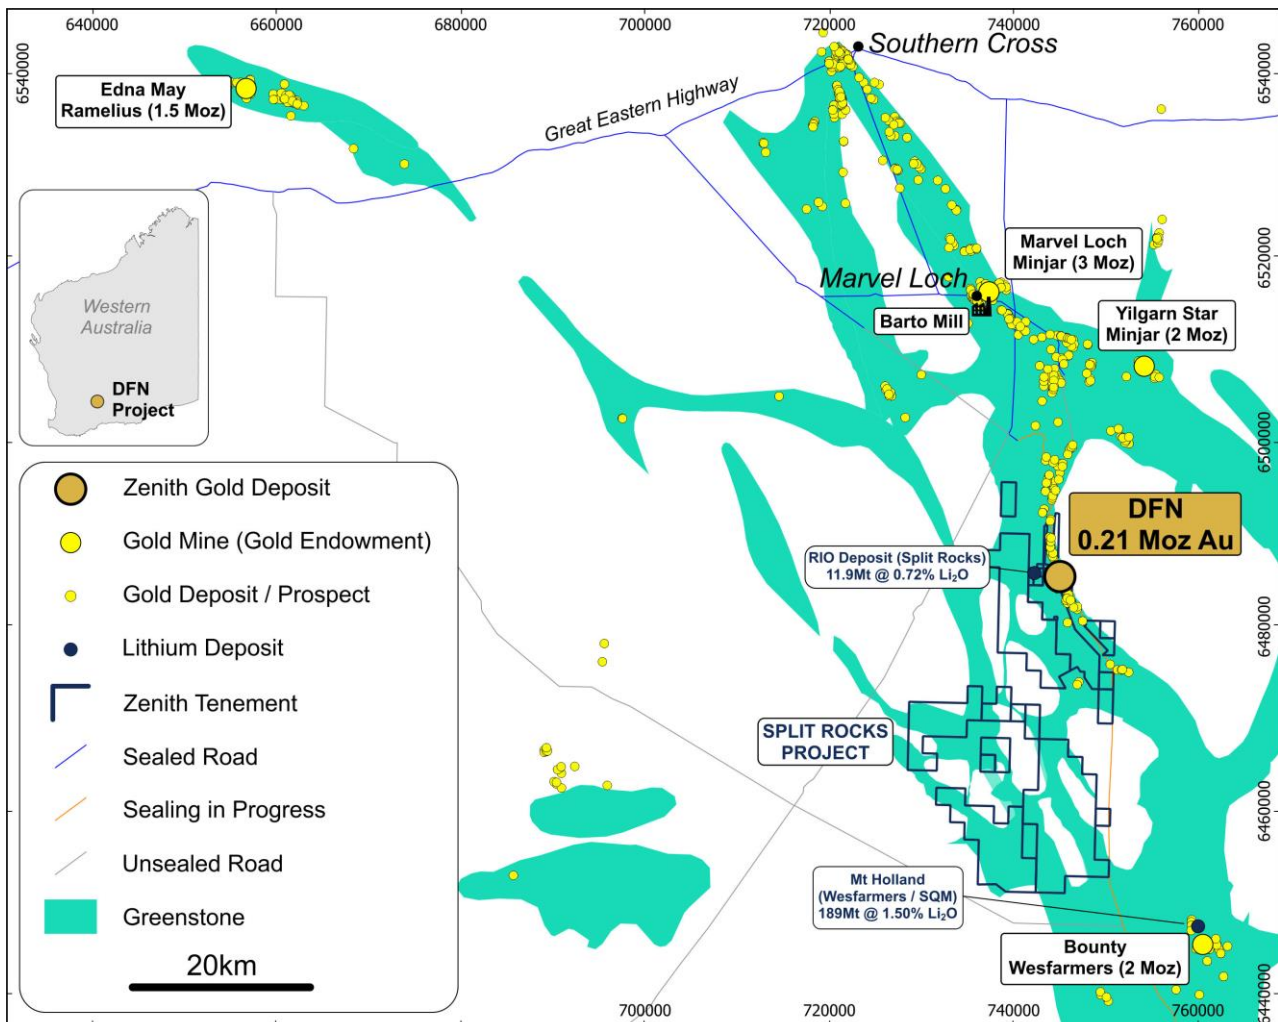 640000
660000
680000
700000
720000
740000
760000
6540000
6540000
Southern Cross
Edna May
Ramelius (1.5 Moz)
Great Eastern Highway
Western
Australia
DFN
Project
Marvel Loch
Minjar (3 Moz)
6520000
Marvel Loch
Barto Mill
Yilgarn Star
Minjar (2 Moz)
6500000
Zenith Gold Deposit
Gold Mine (Gold Endowment)
Gold Deposit / Prospect
Lithium Deposit
Zenith Tenement
Sealed Road
Sealing in Progress
Unsealed Road
Greenstone
20km
DFN
0.21 Moz Au
RIO Deposit (Split Rocks)
11.9Mt @ 0.72% Li₂O
6480000
SPLIT ROCKS
PROJECT
6460000
Mt Holland
(Wesfarmers / SQM)
189Mt @ 1.50% Li₂O
Bounty
Wesfarmers (2 Moz)
6440000
700000
720000
740000
760000